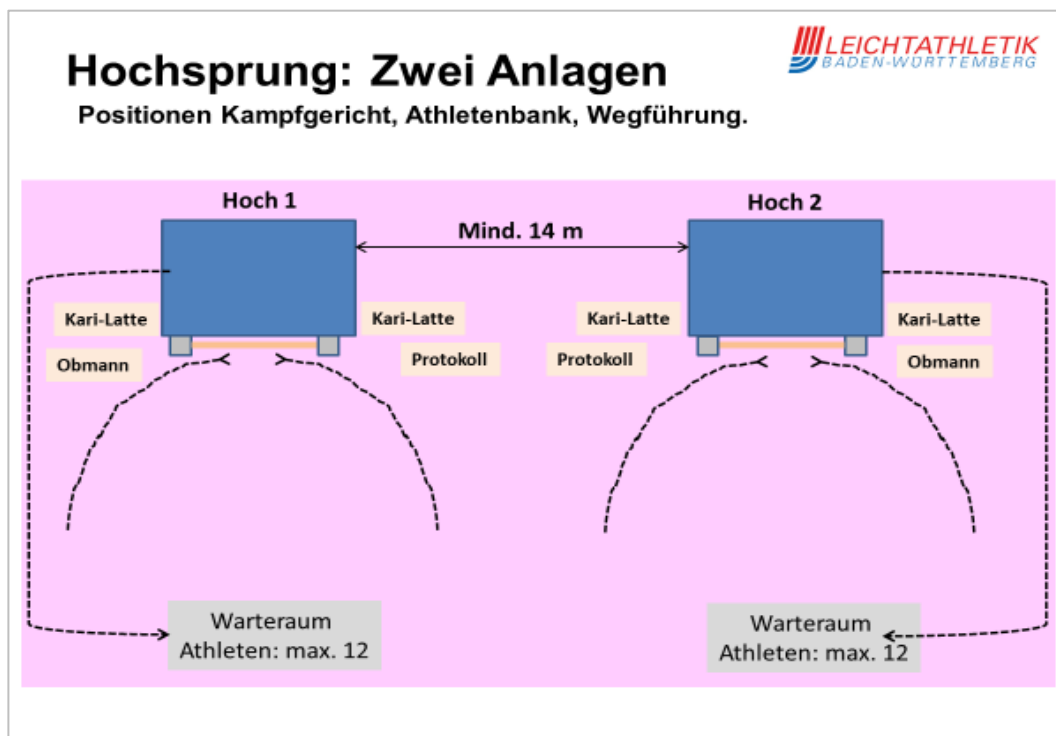 LEICHTATHLETIK
BADEN-WÜRTTEMBERG
Hochsprung: Zwei Anlagen
Positionen Kampfgericht, Athletenbank, Wegführung.
Hoch 1
Hoch 2
Mind. 14 m
Kari-Latte
Kari-Latte
Kari-Latte
Kari-Latte
Obmann
Protokoll
Protokoll
Obmann
Warteraum
Athleten: max. 12
Warteraum
Athleten: max. 12